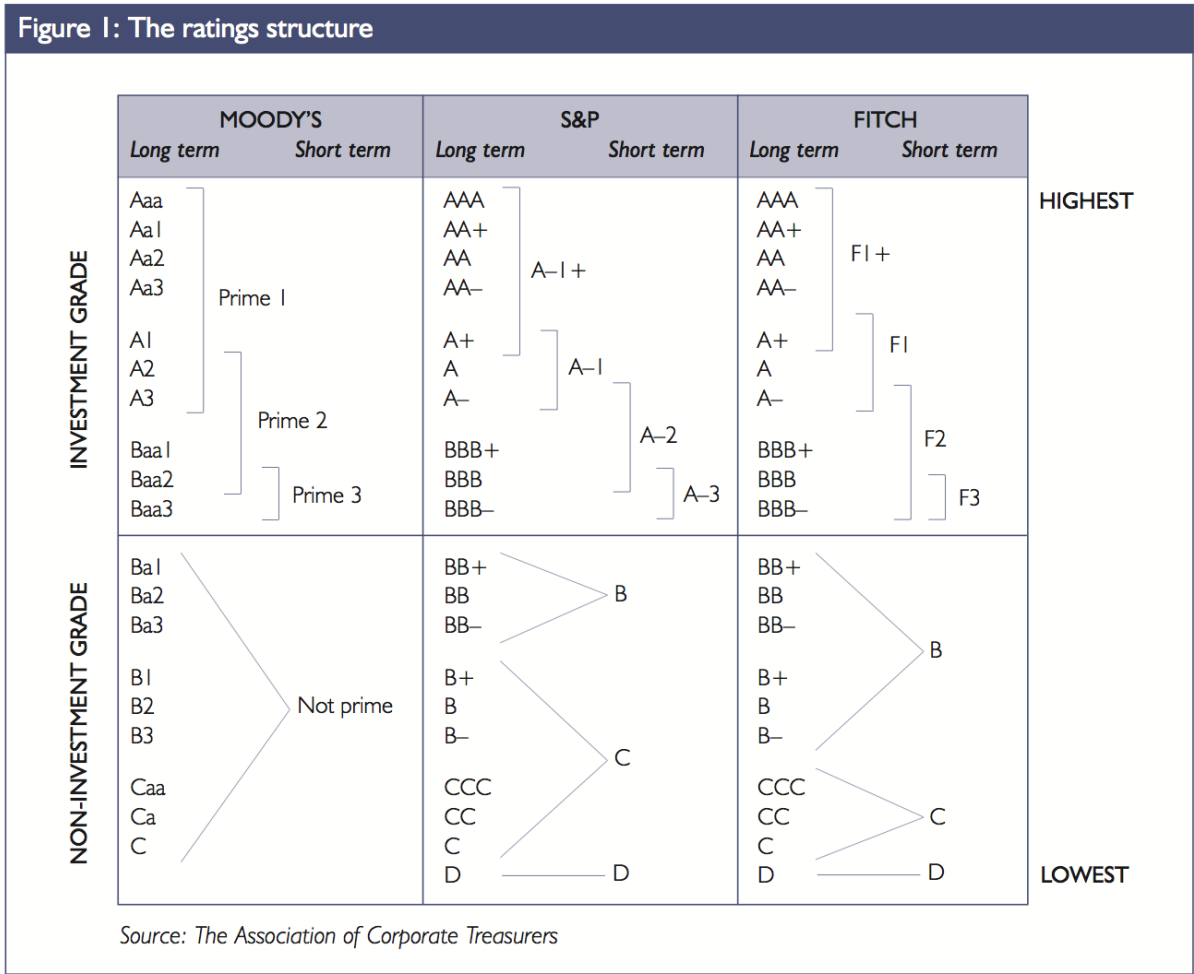 Figure 1: The ratings structure
MOODY'S S&P FITCH
Long term Short term Long term Short term Long term Short term
INVESTMENT GRADE
HIGHEST
Aaa AAA AAA
Aa1 AA+ AA+
Aa2 AA AA F1+
Aa3 AA– A–1+ AA–
Prime 1
A1 A+ A+ F1
A2 A A–1 A
A3 A– A–
Prime 2 A–2 F2
Baa1 BBB+ BBB+
Baa2 BBB BBB
Prime 3 A–3 F3
Baa3 BBB– BBB–
NON-INVESTMENT GRADE
Ba1 BB+ BB+
Ba2 BB B BB
Ba3 BB– BB–
B
B1 B+ B+
B2 Not prime B B
B3 B– B–
C
Caa CCC CCC
Ca CC CC C
C C C
D D D D LOWEST
Source: The Association of Corporate Treasurers